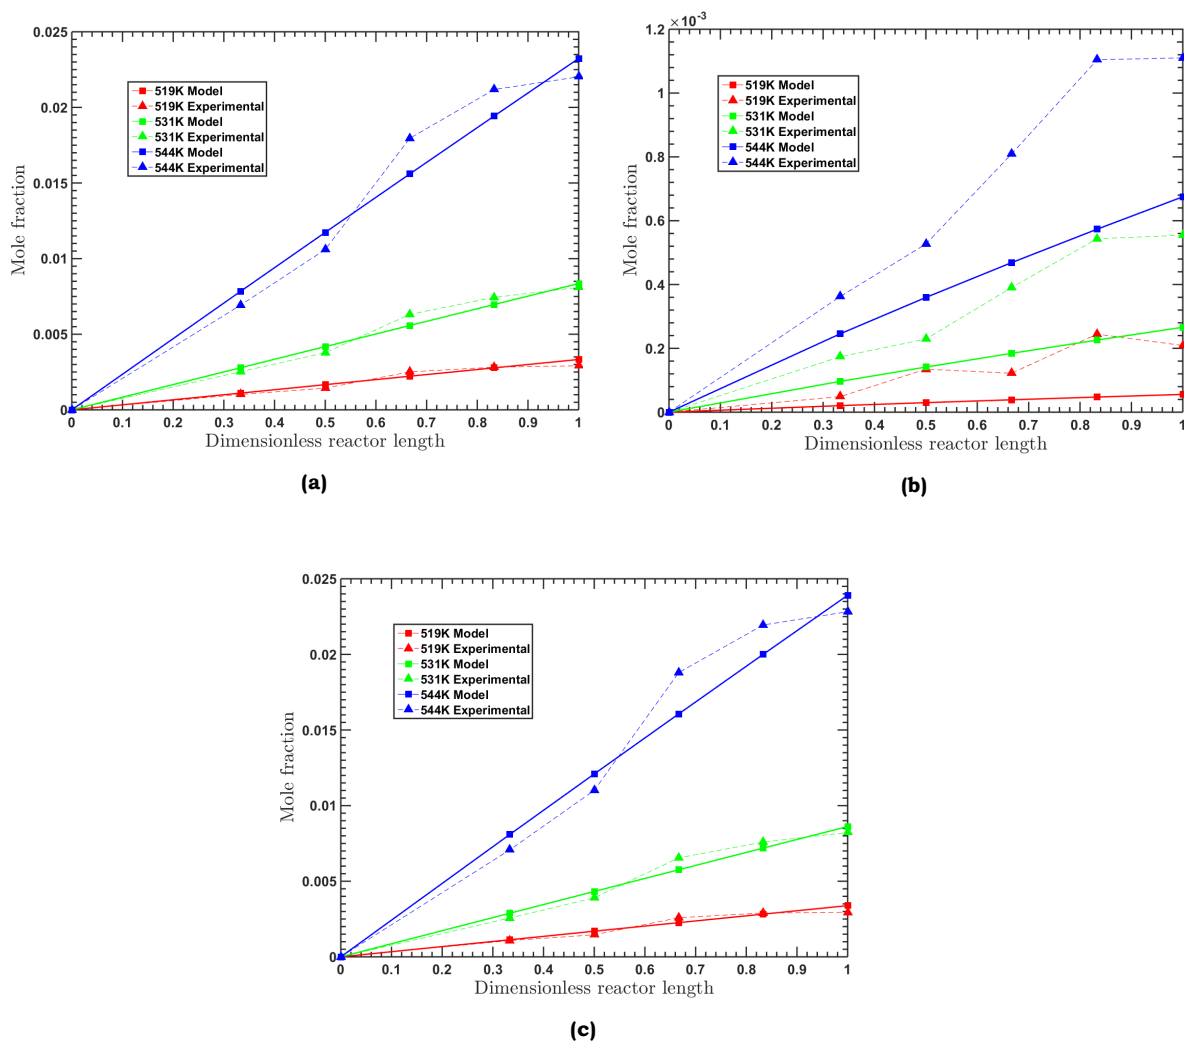 0.025
0.02
0.015
0.01
0.005
0
Mole fraction
519K Model
519K Experimental
531K Model
531K Experimental
544K Model
544K Experimental
0 0.1 0.2 0.3 0.4 0.5 0.6 0.7 0.8 0.9 1
Dimensionless reactor length
(a)
×10-3
1.2
1
0.8
0.6
0.4
0.2
0
Mole fraction
519K Model
519K Experimental
531K Model
531K Experimental
544K Model
544K Experimental
0 0.1 0.2 0.3 0.4 0.5 0.6 0.7 0.8 0.9 1
Dimensionless reactor length
(b)
0.025
0.02
0.015
0.01
0.005
0
Mole fraction
519K Model
519K Experimental
531K Model
531K Experimental
544K Model
544K Experimental
0 0.1 0.2 0.3 0.4 0.5 0.6 0.7 0.8 0.9 1
Dimensionless reactor length
(c)